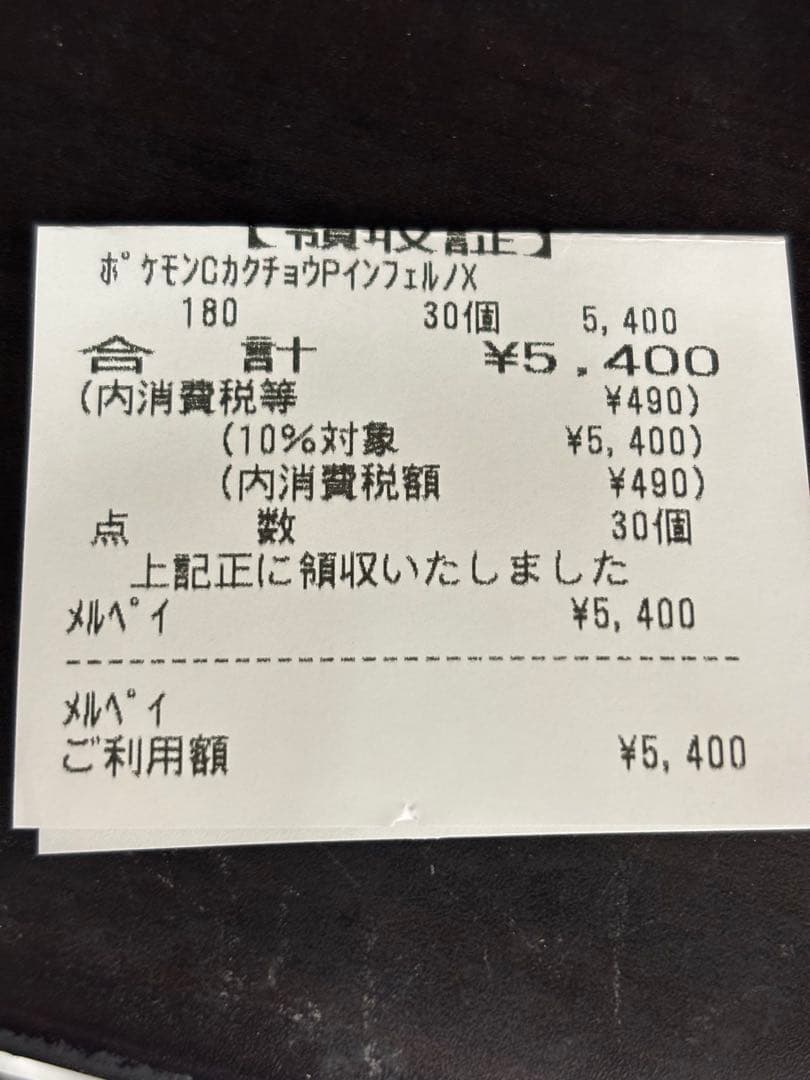 【領収証】
ﾎﾟｹﾓﾝCｶｸﾁｮｳPｲﾝﾌｪﾙﾉX
180 30個 5,400
合 計 ¥5,400
(内消費税等 ¥490)
(10%対象 ¥5,400)
(内消費税額 ¥490)
点 数 30個
上記正に領収いたしました
ﾒﾙﾍﾟｲ ¥5,400
--------------------------------
ﾒﾙﾍﾟｲ
ご利用額 ¥5,400